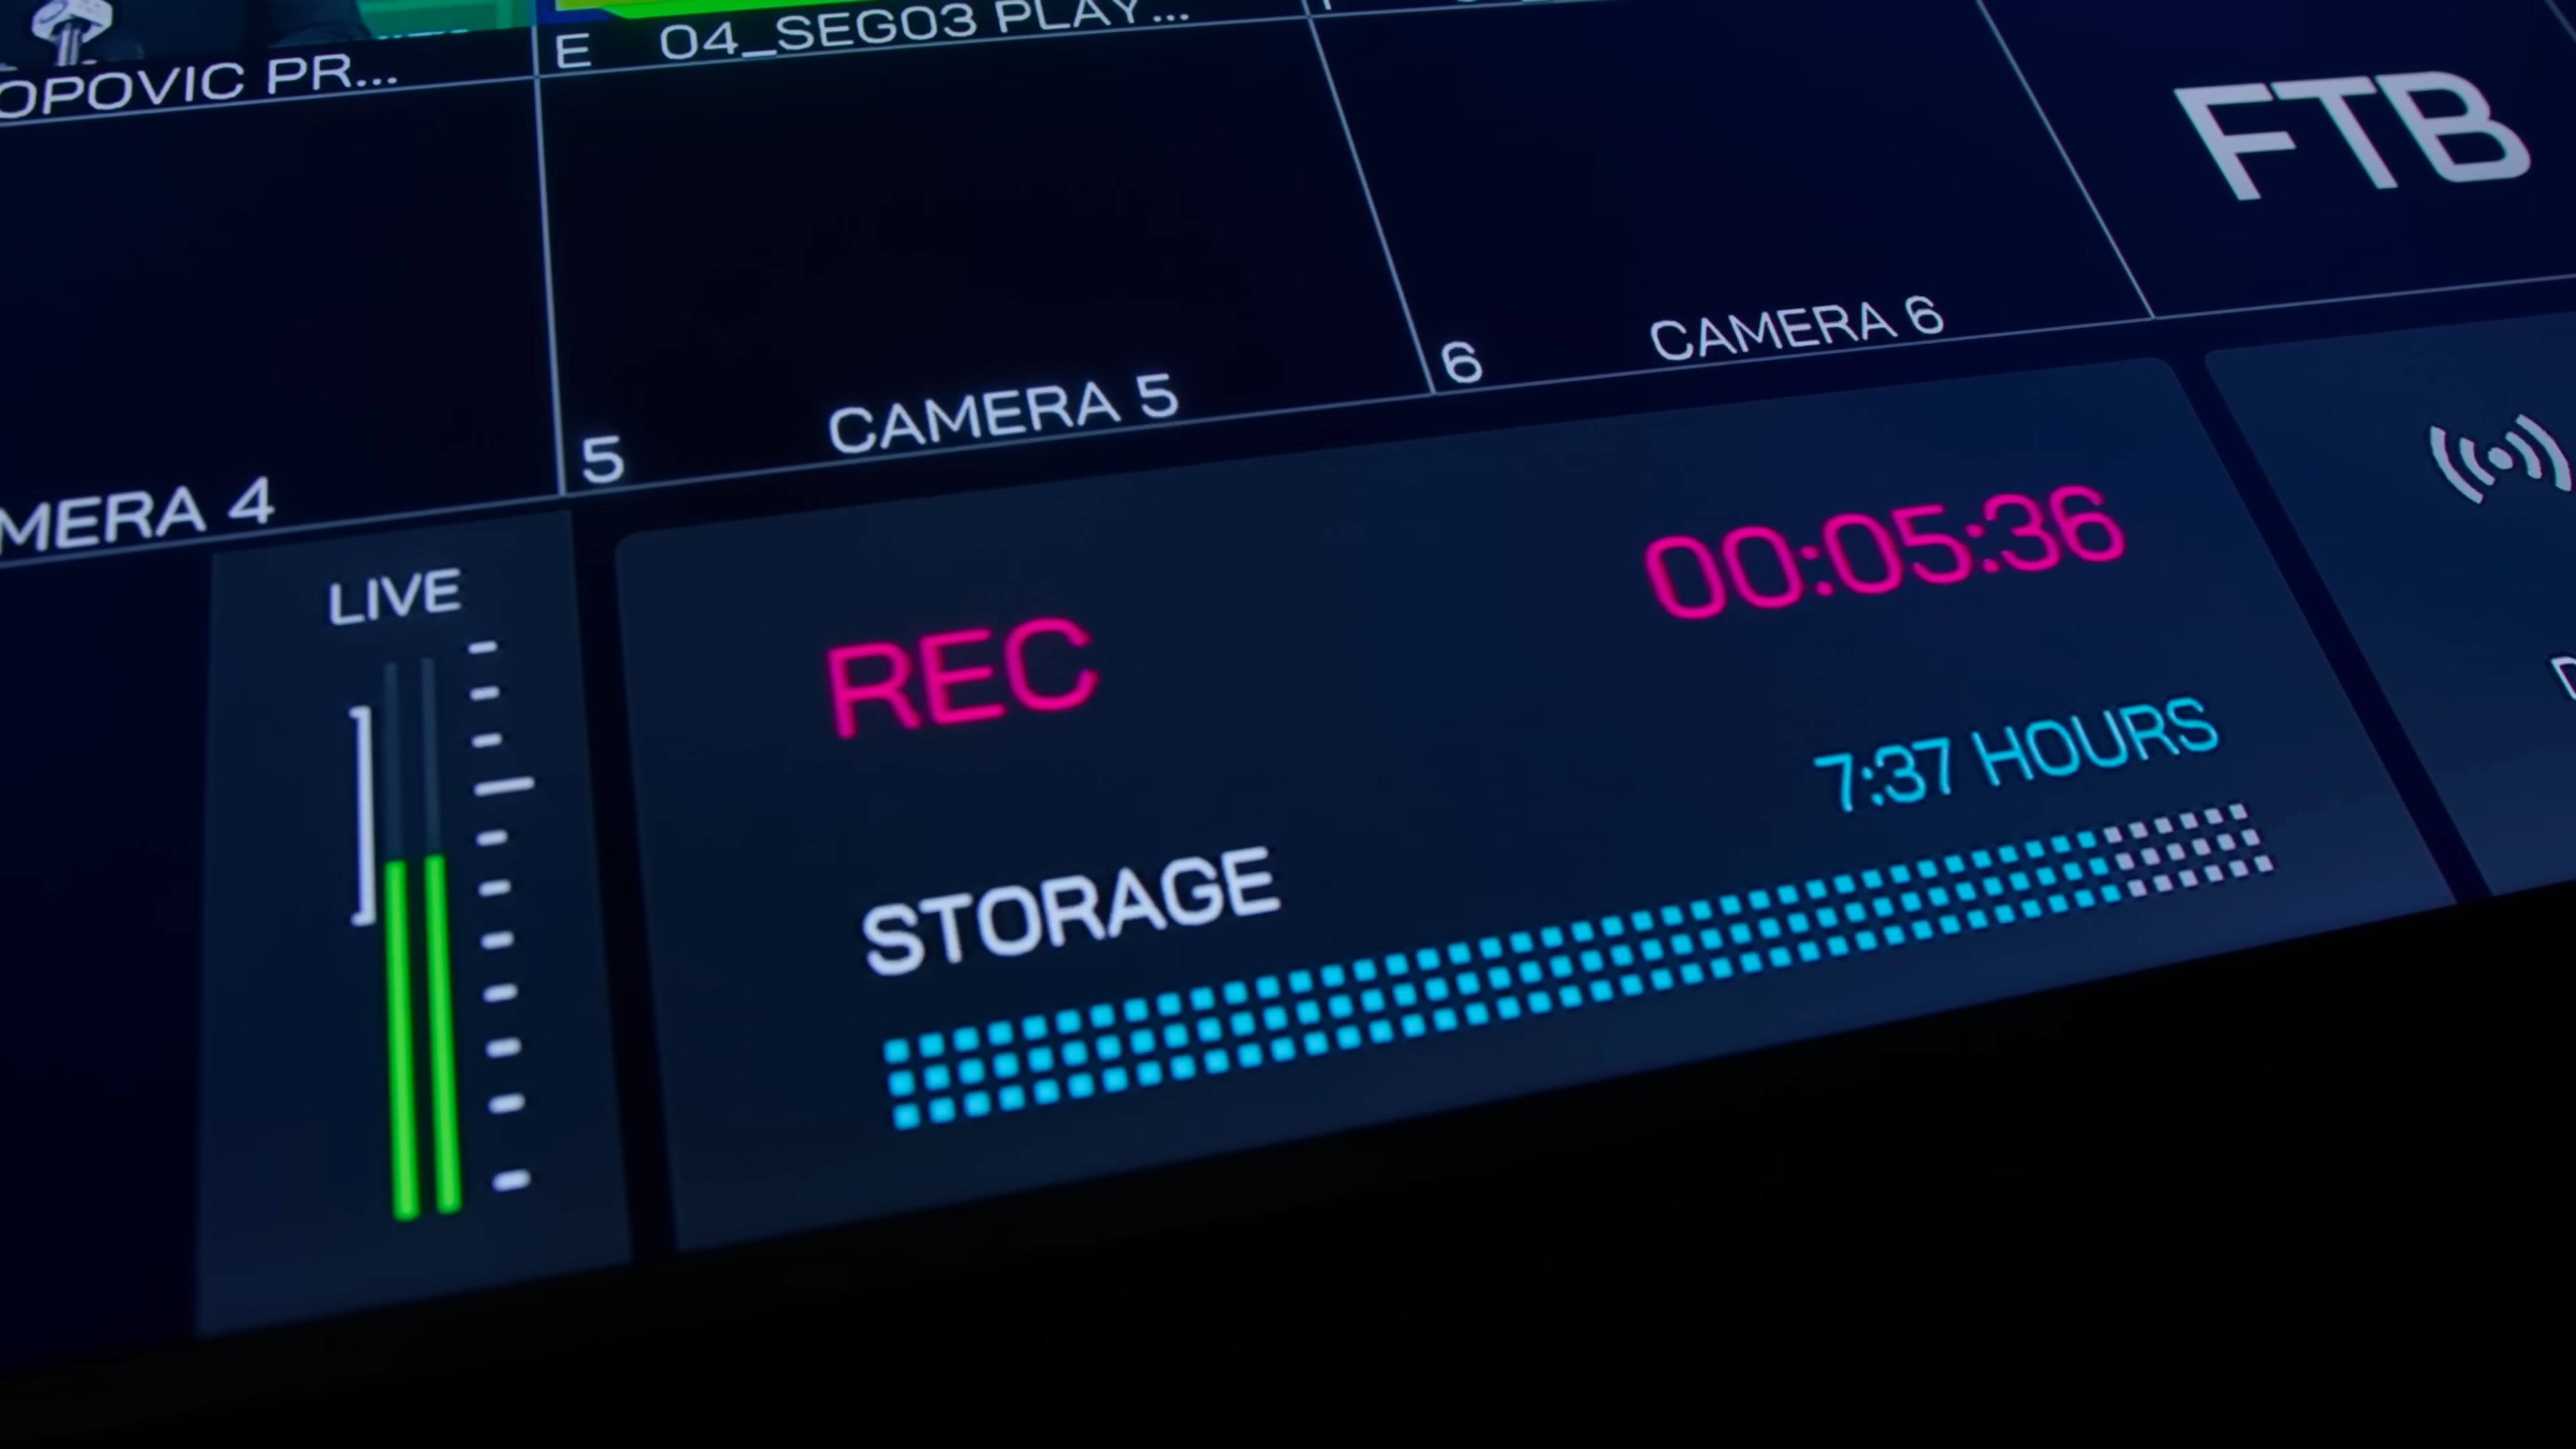 OPOVIC PR...
E 04_SEG03 PLAY...
FTB
MERA 4
5 CAMERA 5
6 CAMERA 6
LIVE
REC 00:05:36
STORAGE 7:37 HOURS